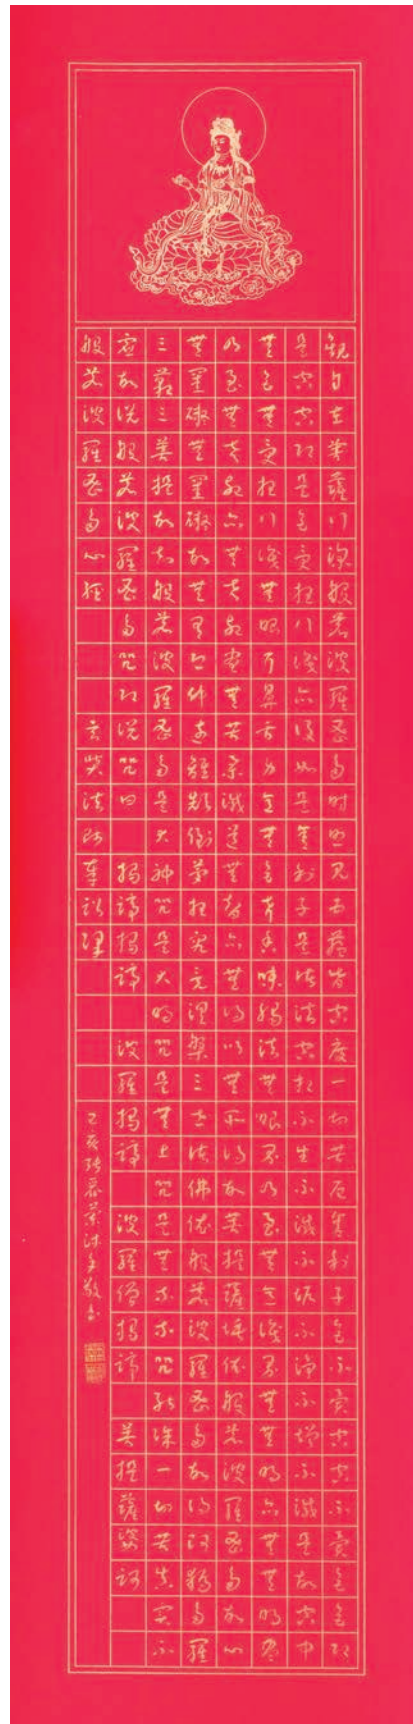 觀自在菩薩行深般若波羅蜜多時照見五蘊皆空度一切苦厄舍利子色不異空空不異色色即
是空空即是色受想行識亦復如是舍利子是諸法空相不生不滅不垢不淨不增不減是故空中
無色無受想行識無眼耳鼻舌身意無色聲香味觸法無眼界乃至無意識界無無明亦無無明盡
乃至無老死亦無老死盡無苦集滅道無智亦無得以無所得故菩提薩埵依般若波羅蜜多故心
無罣礙無罣礙故無有恐怖遠離顛倒夢想究竟涅槃三世諸佛依般若波羅蜜多故得阿耨多羅
三藐三菩提故知般若波羅蜜多是大神咒是大明咒是無上咒是無等等咒能除一切苦真實不
虛故說般若波羅蜜多咒即說咒曰 揭諦揭諦 波羅揭諦 波羅僧揭諦 菩提薩婆訶
般若波羅蜜多心經 玄奘法師奉詔譯
沐手敬書